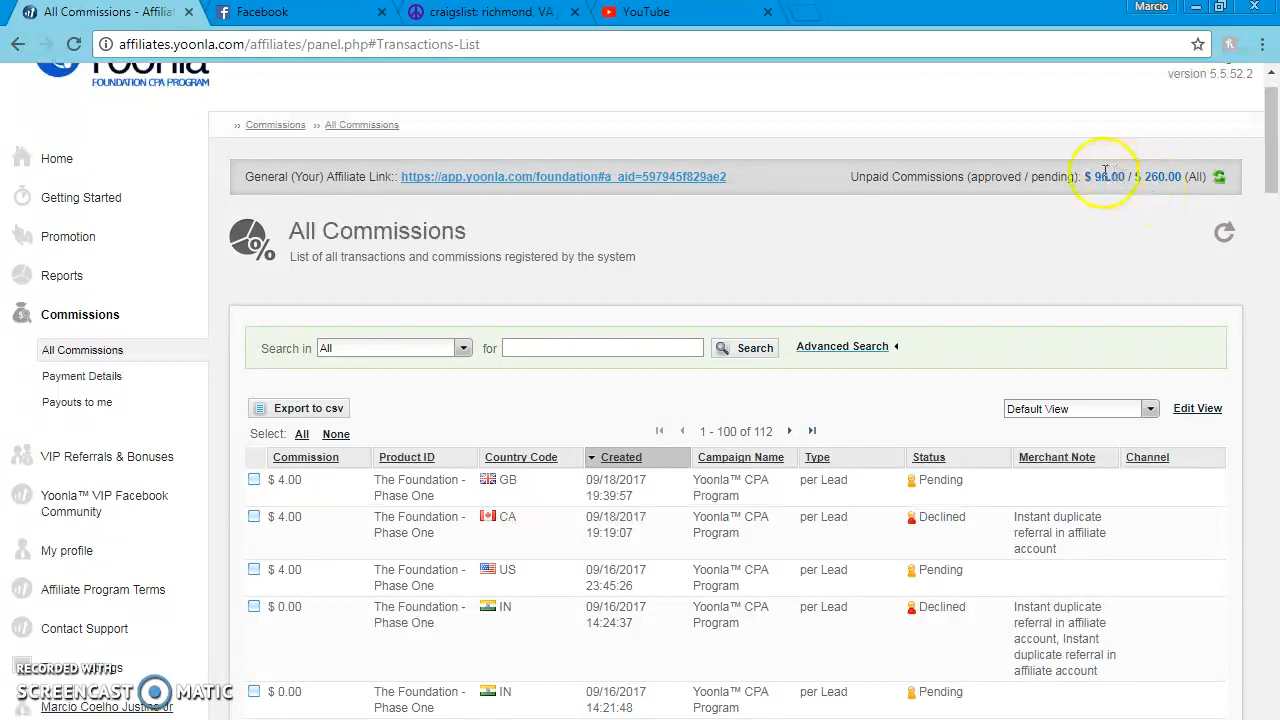 All Commissions - Affiliat
Facebook
craigslist: richmond, VA
YouTube
Marcio
affiliates.yoonla.com/affiliates/panel.php#Transactions-List
Yoonla
FOUNDATION CPA PROGRAM
version 5.5.52.2
›› Commissions ›› All Commissions
General (Your) Affiliate Link:: https://app.yoonla.com/foundation#a_aid=597945f829ae2
Unpaid Commissions (approved / pending): $ 96.00 / $ 260.00 (All)
All Commissions
List of all transactions and commissions registered by the system
Home
Getting Started
Promotion
Reports
Commissions
All Commissions
Payment Details
Payouts to me
VIP Referrals & Bonuses
Yoonla™ VIP Facebook
Community
My profile
Affiliate Program Terms
Contact Support
Marcio Coelho Justino Jr
Search in All for Search Advanced Search
Export to csv
Default View Edit View
Select: All None
1 - 100 of 112
Commission Product ID Country Code Created Campaign Name Type Status Merchant Note Channel
$ 4.00 The Foundation - GB 09/18/2017 Yoonla™ CPA per Lead Pending
Phase One 19:39:57 Program
$ 4.00 The Foundation - CA 09/18/2017 Yoonla™ CPA per Lead Declined Instant duplicate
Phase One 19:19:07 Program referral in affiliate
account
$ 4.00 The Foundation - US 09/16/2017 Yoonla™ CPA per Lead Pending
Phase One 23:45:26 Program
$ 0.00 The Foundation - IN 09/16/2017 Yoonla™ CPA per Lead Declined Instant duplicate
Phase One 14:24:37 Program referral in affiliate
account, Instant
duplicate referral in
affiliate account
$ 0.00 The Foundation - IN 09/16/2017 Yoonla™ CPA per Lead Pending
Phase One 14:21:48 Program
RECORDED WITH
SCREENCAST MATIC